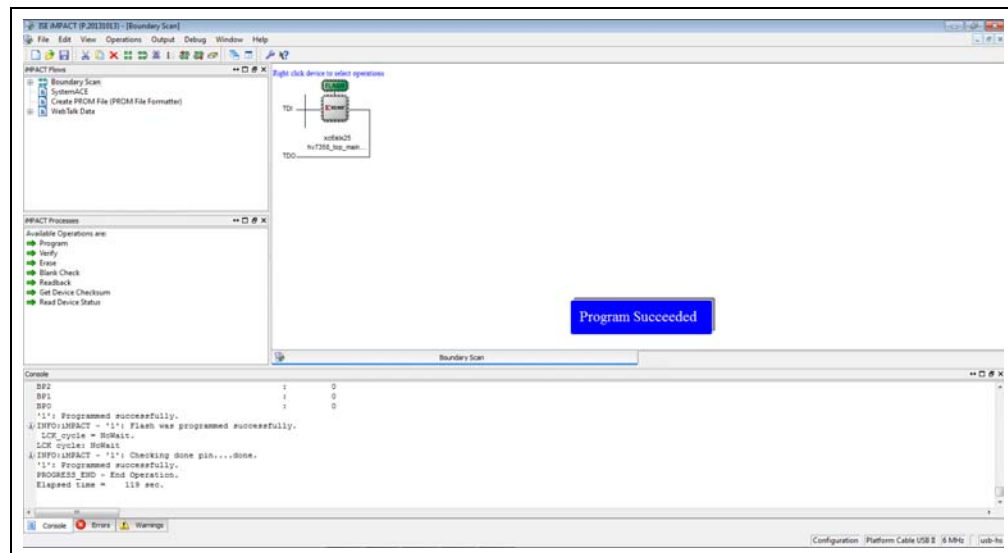 ISE iMPACT (P.20131013) - [Boundary Scan]
File Edit View Operations Output Debug Window Help
iMPACT Flows
Boundary Scan
SystemACE
Create PROM File (PROM File Formatter)
WebTalk Data
Right click device to select operations
FLASH
TDI
XILINX
TDO
iMPACT Processes
Available Operations are:
Program
Verify
Erase
Blank Check
Readback
Get Device Checksum
Read Device Status
Program Succeeded
Boundary Scan
Console
BP2 : 0
BP1 : 0
BP0 : 0
'1': Programmed successfully.
INFO:iMPACT - '1': Flash was programmed successfully.
LCK_cycle = NoWait.
LCK cycle: NoWait
INFO:iMPACT - '1': Checking done pin....done.
'1': Programmed successfully.
PROGRESS_END - End Operation.
Elapsed time = 119 sec.
Console Errors Warnings
Configuration Platform Cable USB II 6 MHz usb-hs